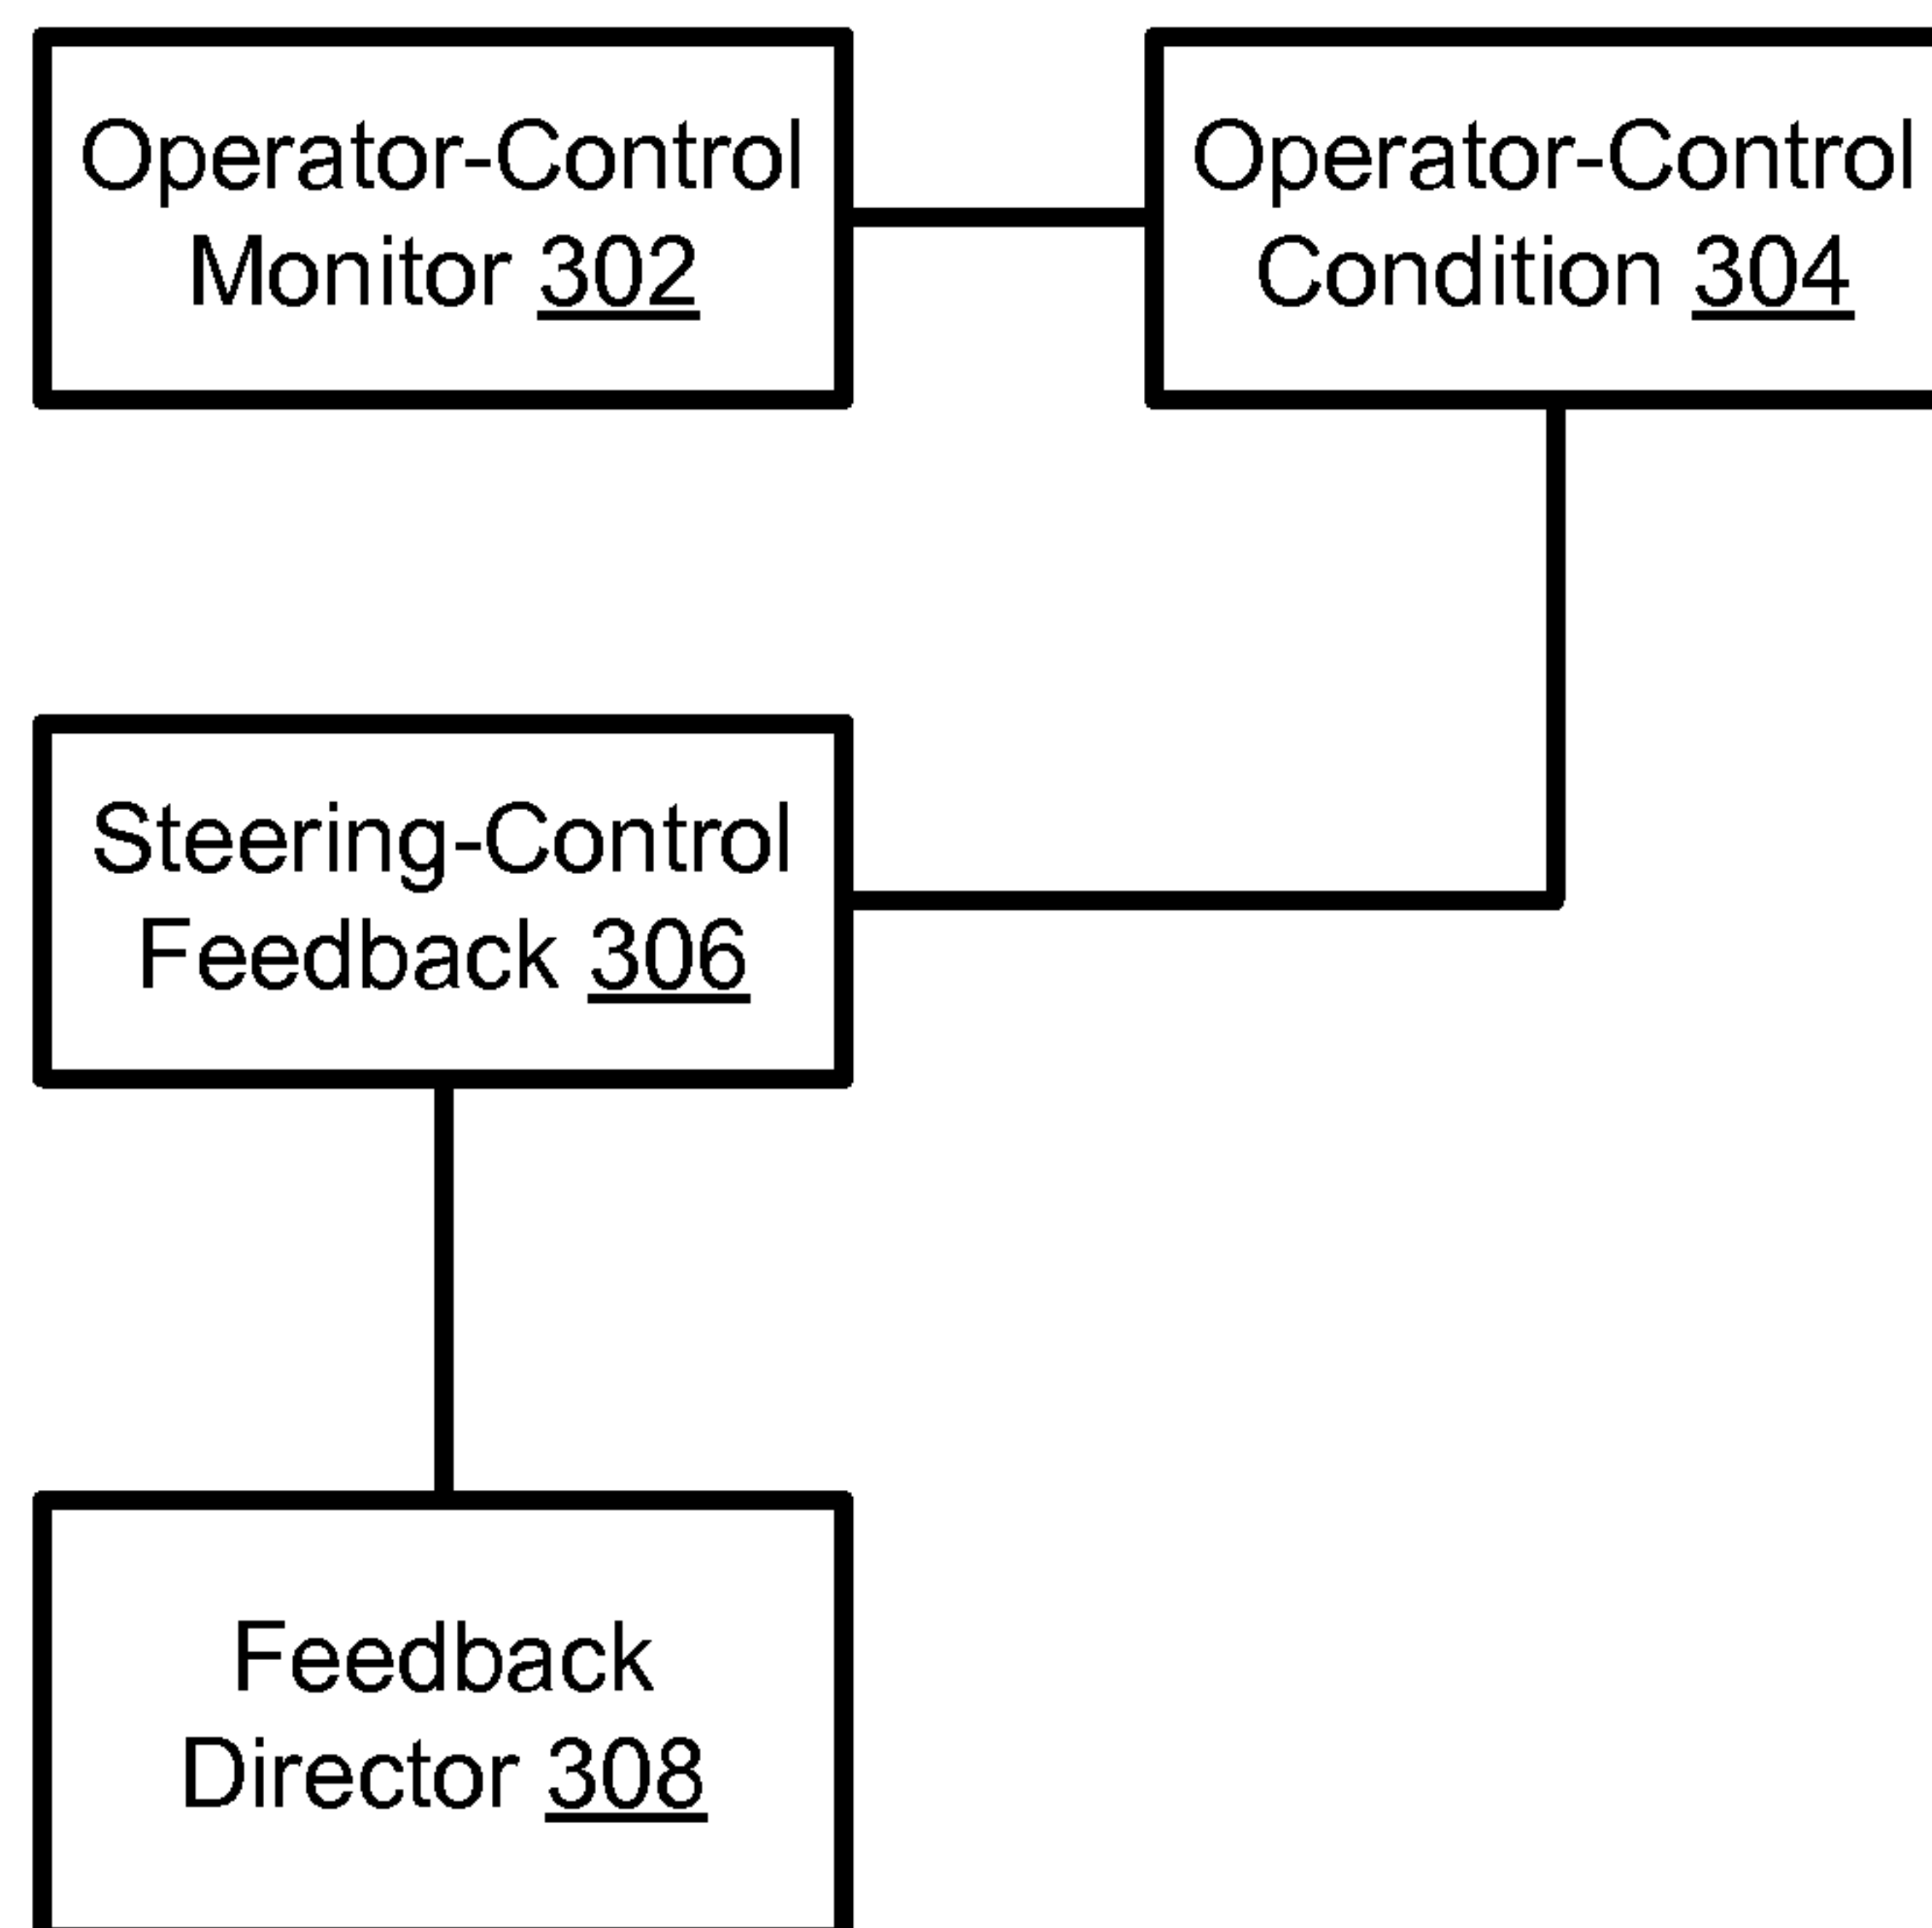 Operator-Control
Monitor 302
Operator-Control
Condition 304
Steering-Control
Feedback 306
Feedback
Director 308